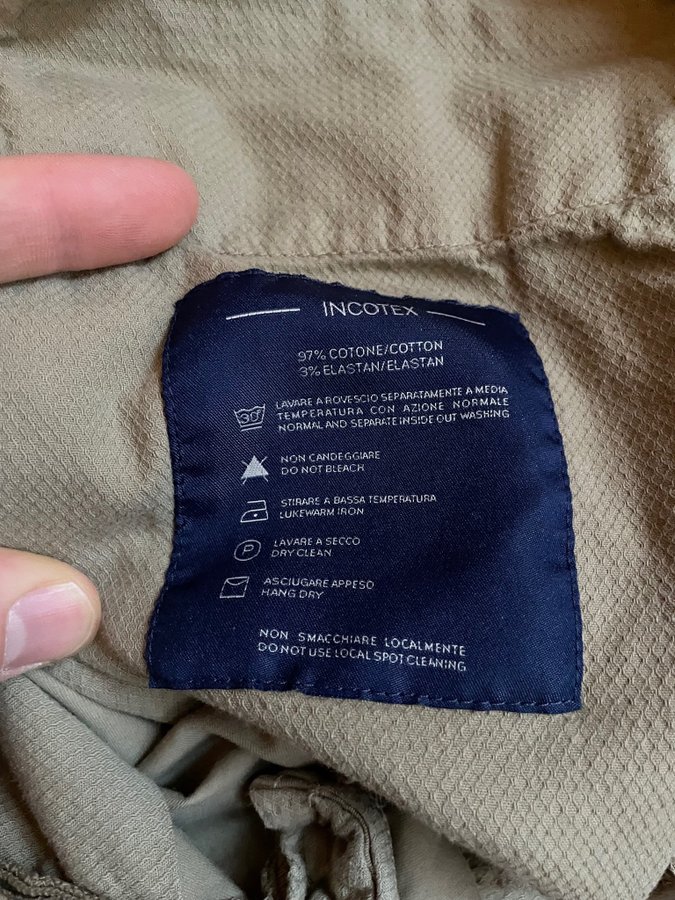 INCOTEX
97% COTONE/COTTON
3% ELASTAN/ELASTAN
30°
LAVARE A ROVESCIO SEPARATAMENTE A MEDIA
TEMPERATURA CON AZIONE NORMALE
NORMAL AND SEPARATE INSIDE OUT WASHING
NON CANDEGGIARE
DO NOT BLEACH
STIRARE A BASSA TEMPERATURA
LUKEWARM IRON
P
LAVARE A SECCO
DRY CLEAN
ASCIUGARE APPESO
HANG DRY
NON SMACCHIARE LOCALMENTE
DO NOT USE LOCAL SPOT CLEANING